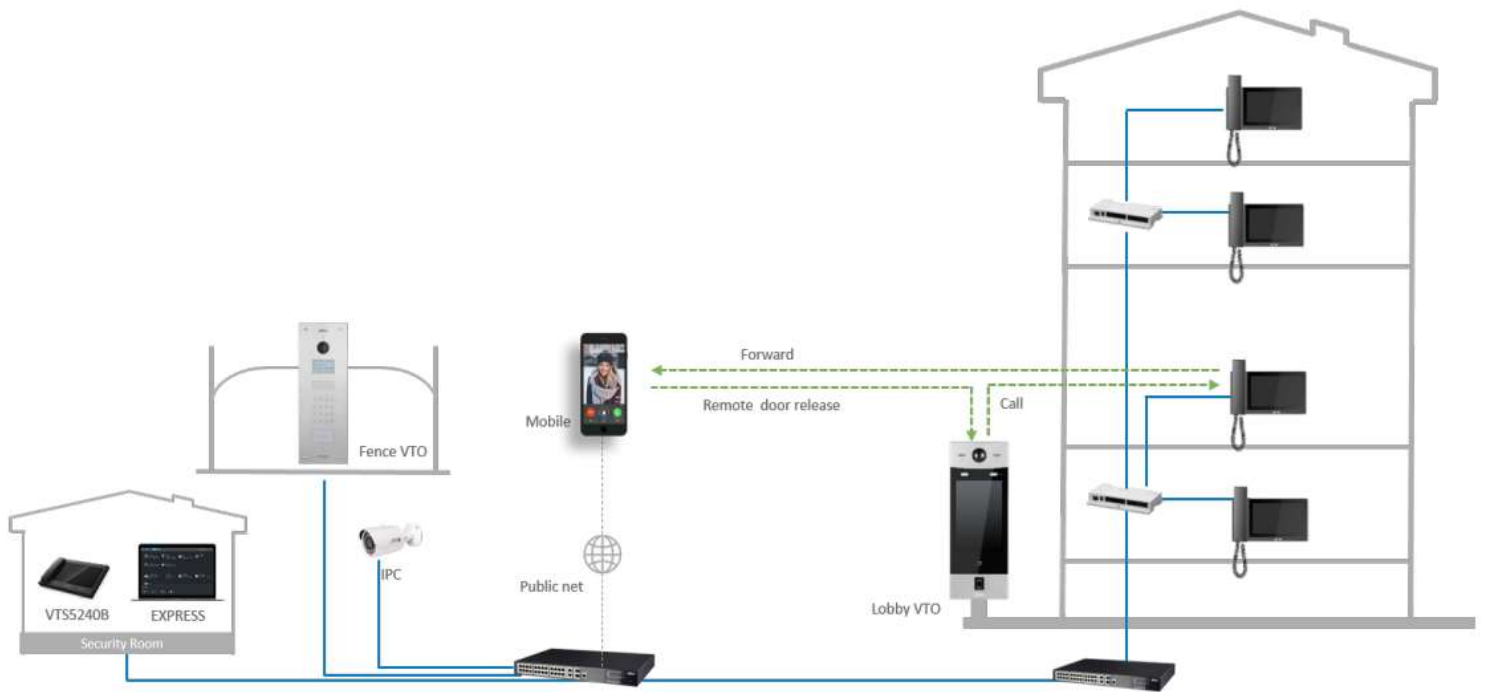 Forward
Remote door release
Call
Mobile
Fence VTO
IPC
Public net
Lobby VTO
VTS5240B
EXPRESS
Security Room